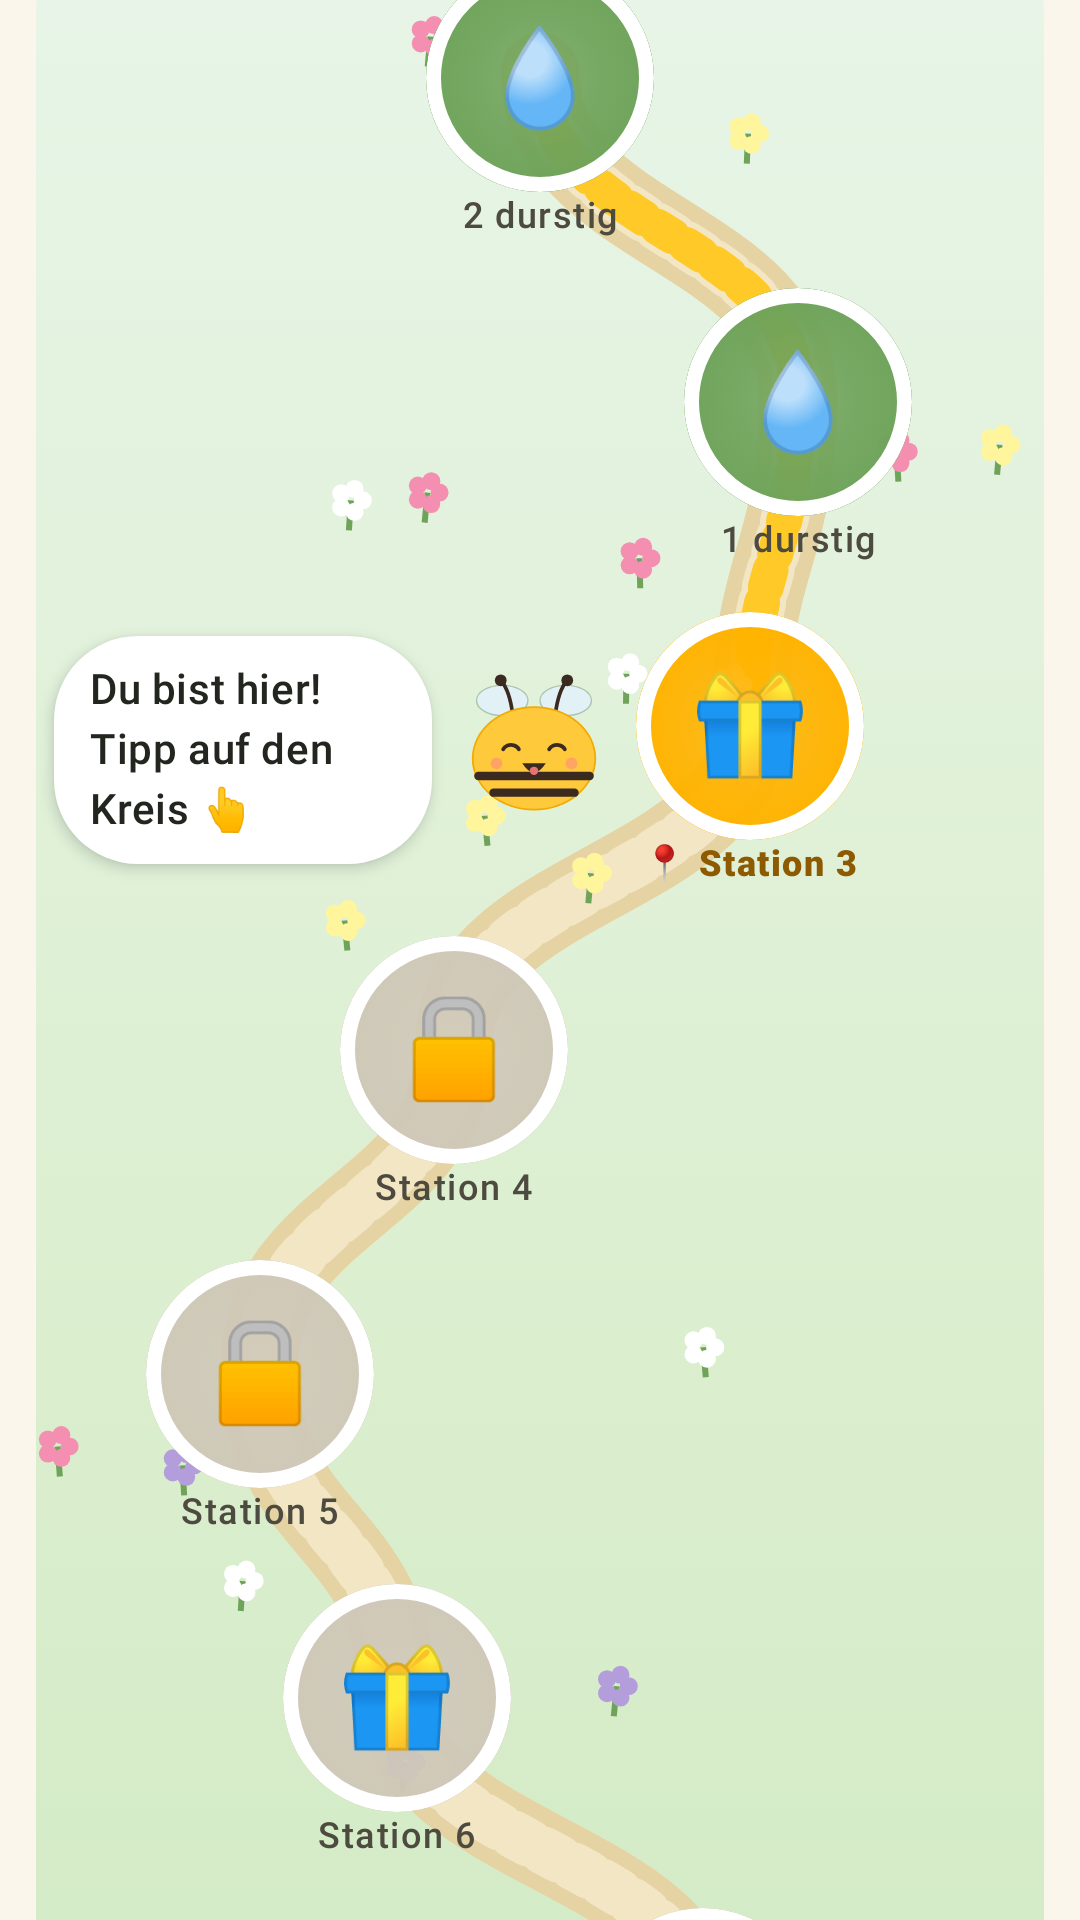 2 durstig
1 durstig
Du bist hier!
Tipp auf den
Kreis 👆
📍 Station 3
Station 4
Station 5
Station 6